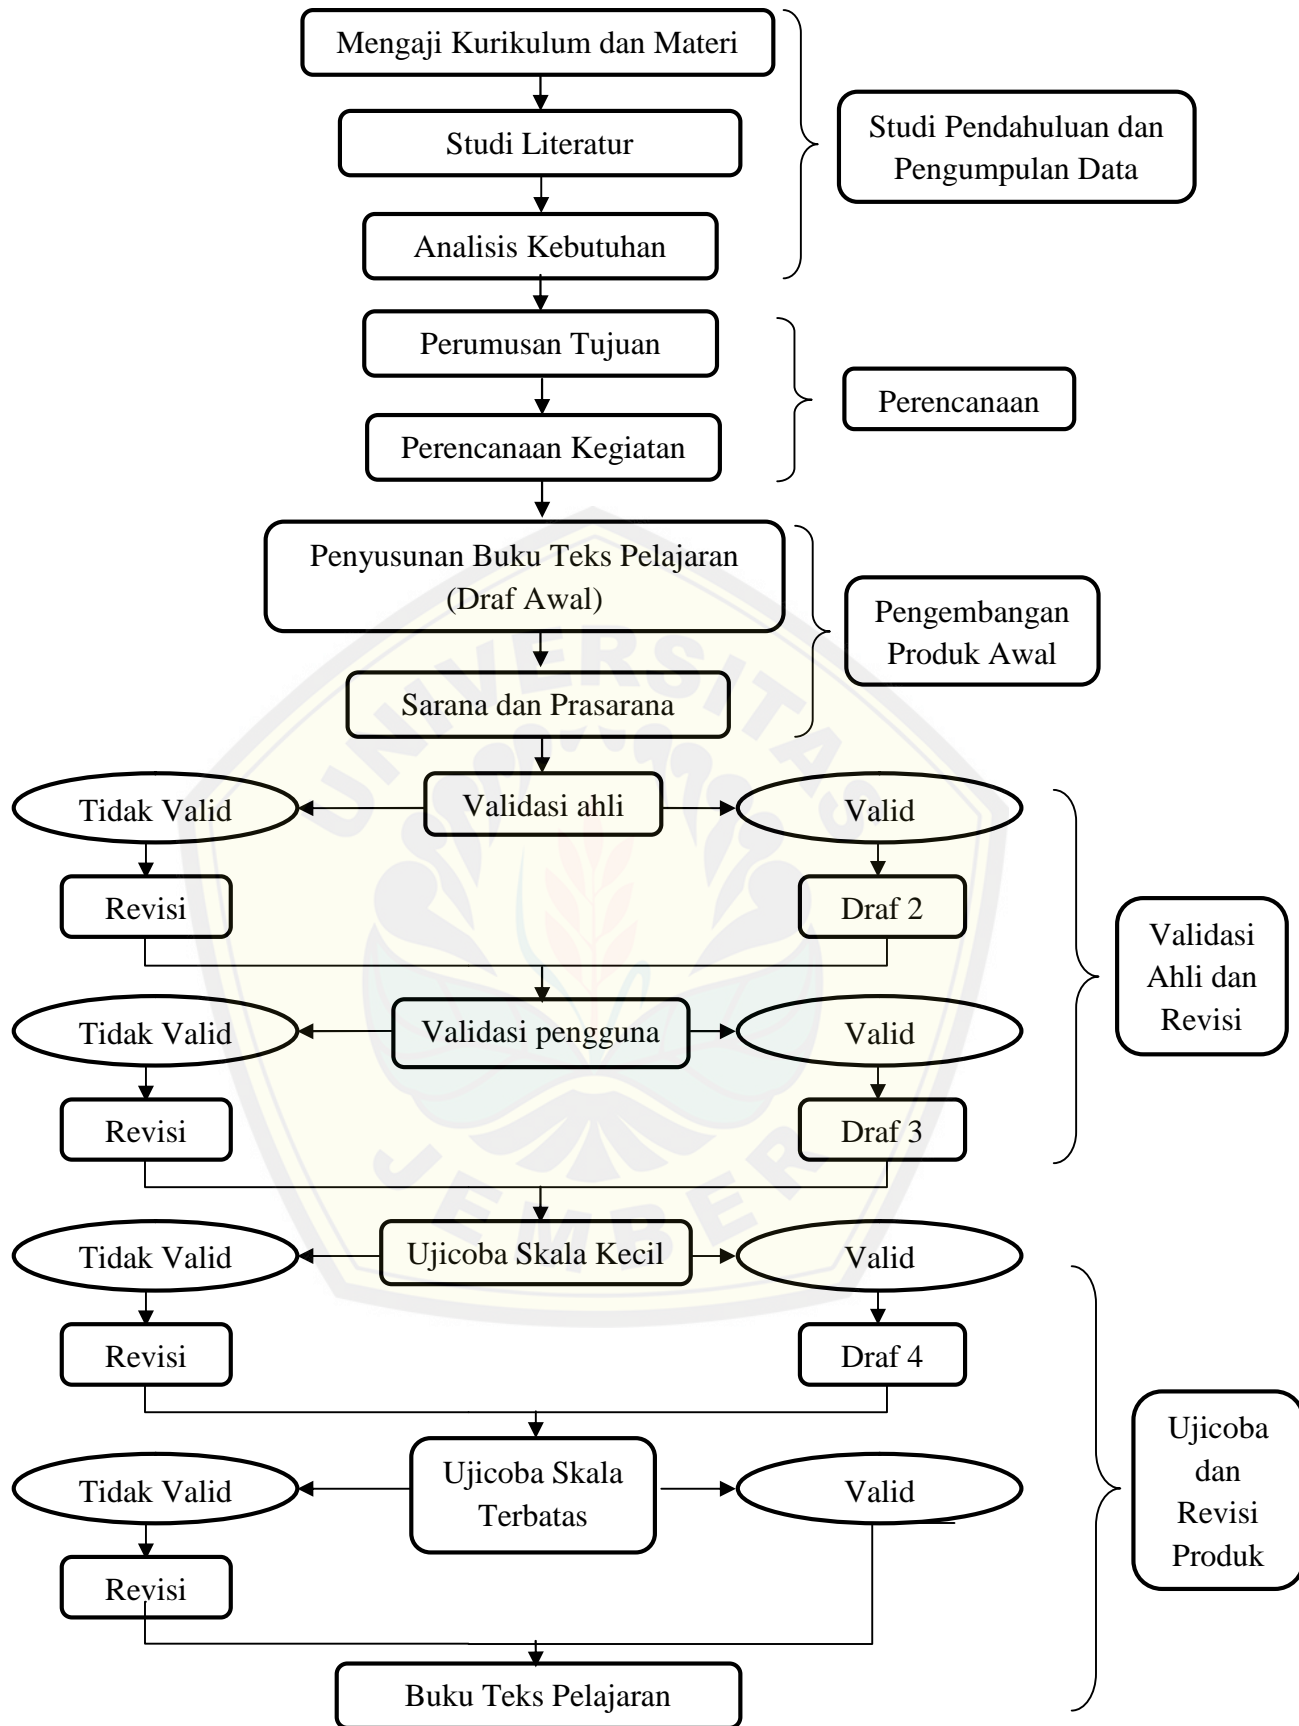 Mengaji Kurikulum dan Materi
Studi Literatur
Studi Pendahuluan dan
Pengumpulan Data
Analisis Kebutuhan
Perumusan Tujuan
Perencanaan
Perencanaan Kegiatan
Penyusunan Buku Teks Pelajaran
(Draf Awal)
Pengembangan
Produk Awal
Sarana dan Prasarana
UNIVERSITAS
Tidak Valid
Validasi ahli
Valid
Revisi
Draf 2
Validasi
Ahli dan
Revisi
Tidak Valid
Validasi pengguna
Valid
Revisi
Draf 3
JEMBER
Tidak Valid
Ujicoba Skala Kecil
Valid
Revisi
Draf 4
Ujicoba
dan
Revisi
Produk
Tidak Valid
Ujicoba Skala
Terbatas
Valid
Revisi
Buku Teks Pelajaran